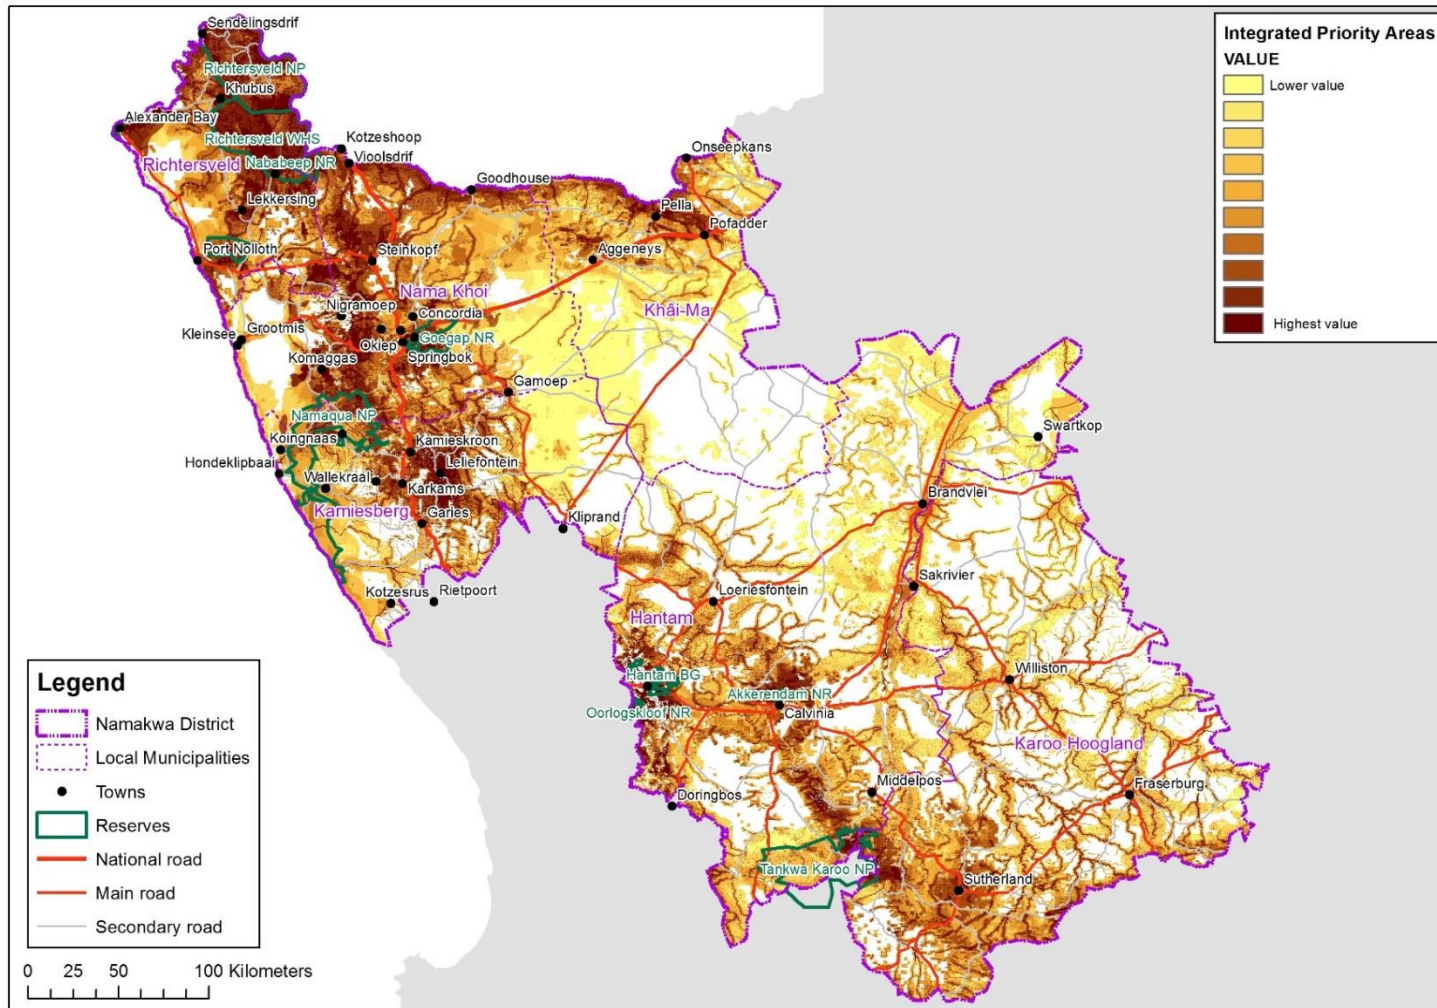 Sendelingsdrif
Richtersveld NP
Khubus
Alexander Bay
Richtersveld WHS
Kotzeshoop
Vioolsdrif
Richtersveld
Nababeep NR
Onseepkans
Goodhouse
Lekkersing
Pella
Pofadder
Port Nolloth
Steinkopf
Aggeneys
Nama Khoi
Khâi-Ma
Nigramoep
Concordia
Kleinsee
Grootmis
Okiep
Goegap NR
Springbok
Komaggas
Gamoep
Namaqua NP
Koingnaas
Kamieskroon
Hondeklipbaai
Leliefontein
Wallekraal
Karkams
Kamiesberg
Garies
Kliprand
Swartkop
Brandvlei
Sakrivier
Kotzesrus
Rietpoort
Loeriesfontein
Hantam
Williston
Hantam BG
Akkerendam NR
Oorlogskloof NR
Calvinia
Karoo Hoogland
Doringbos
Middelpos
Fraserburg
Tankwa Karoo NP
Sutherland
Integrated Priority Areas
VALUE
Lower value
Highest value
Legend
Namakwa District
Local Municipalities
Towns
Reserves
National road
Main road
Secondary road
0 25 50 100 Kilometers